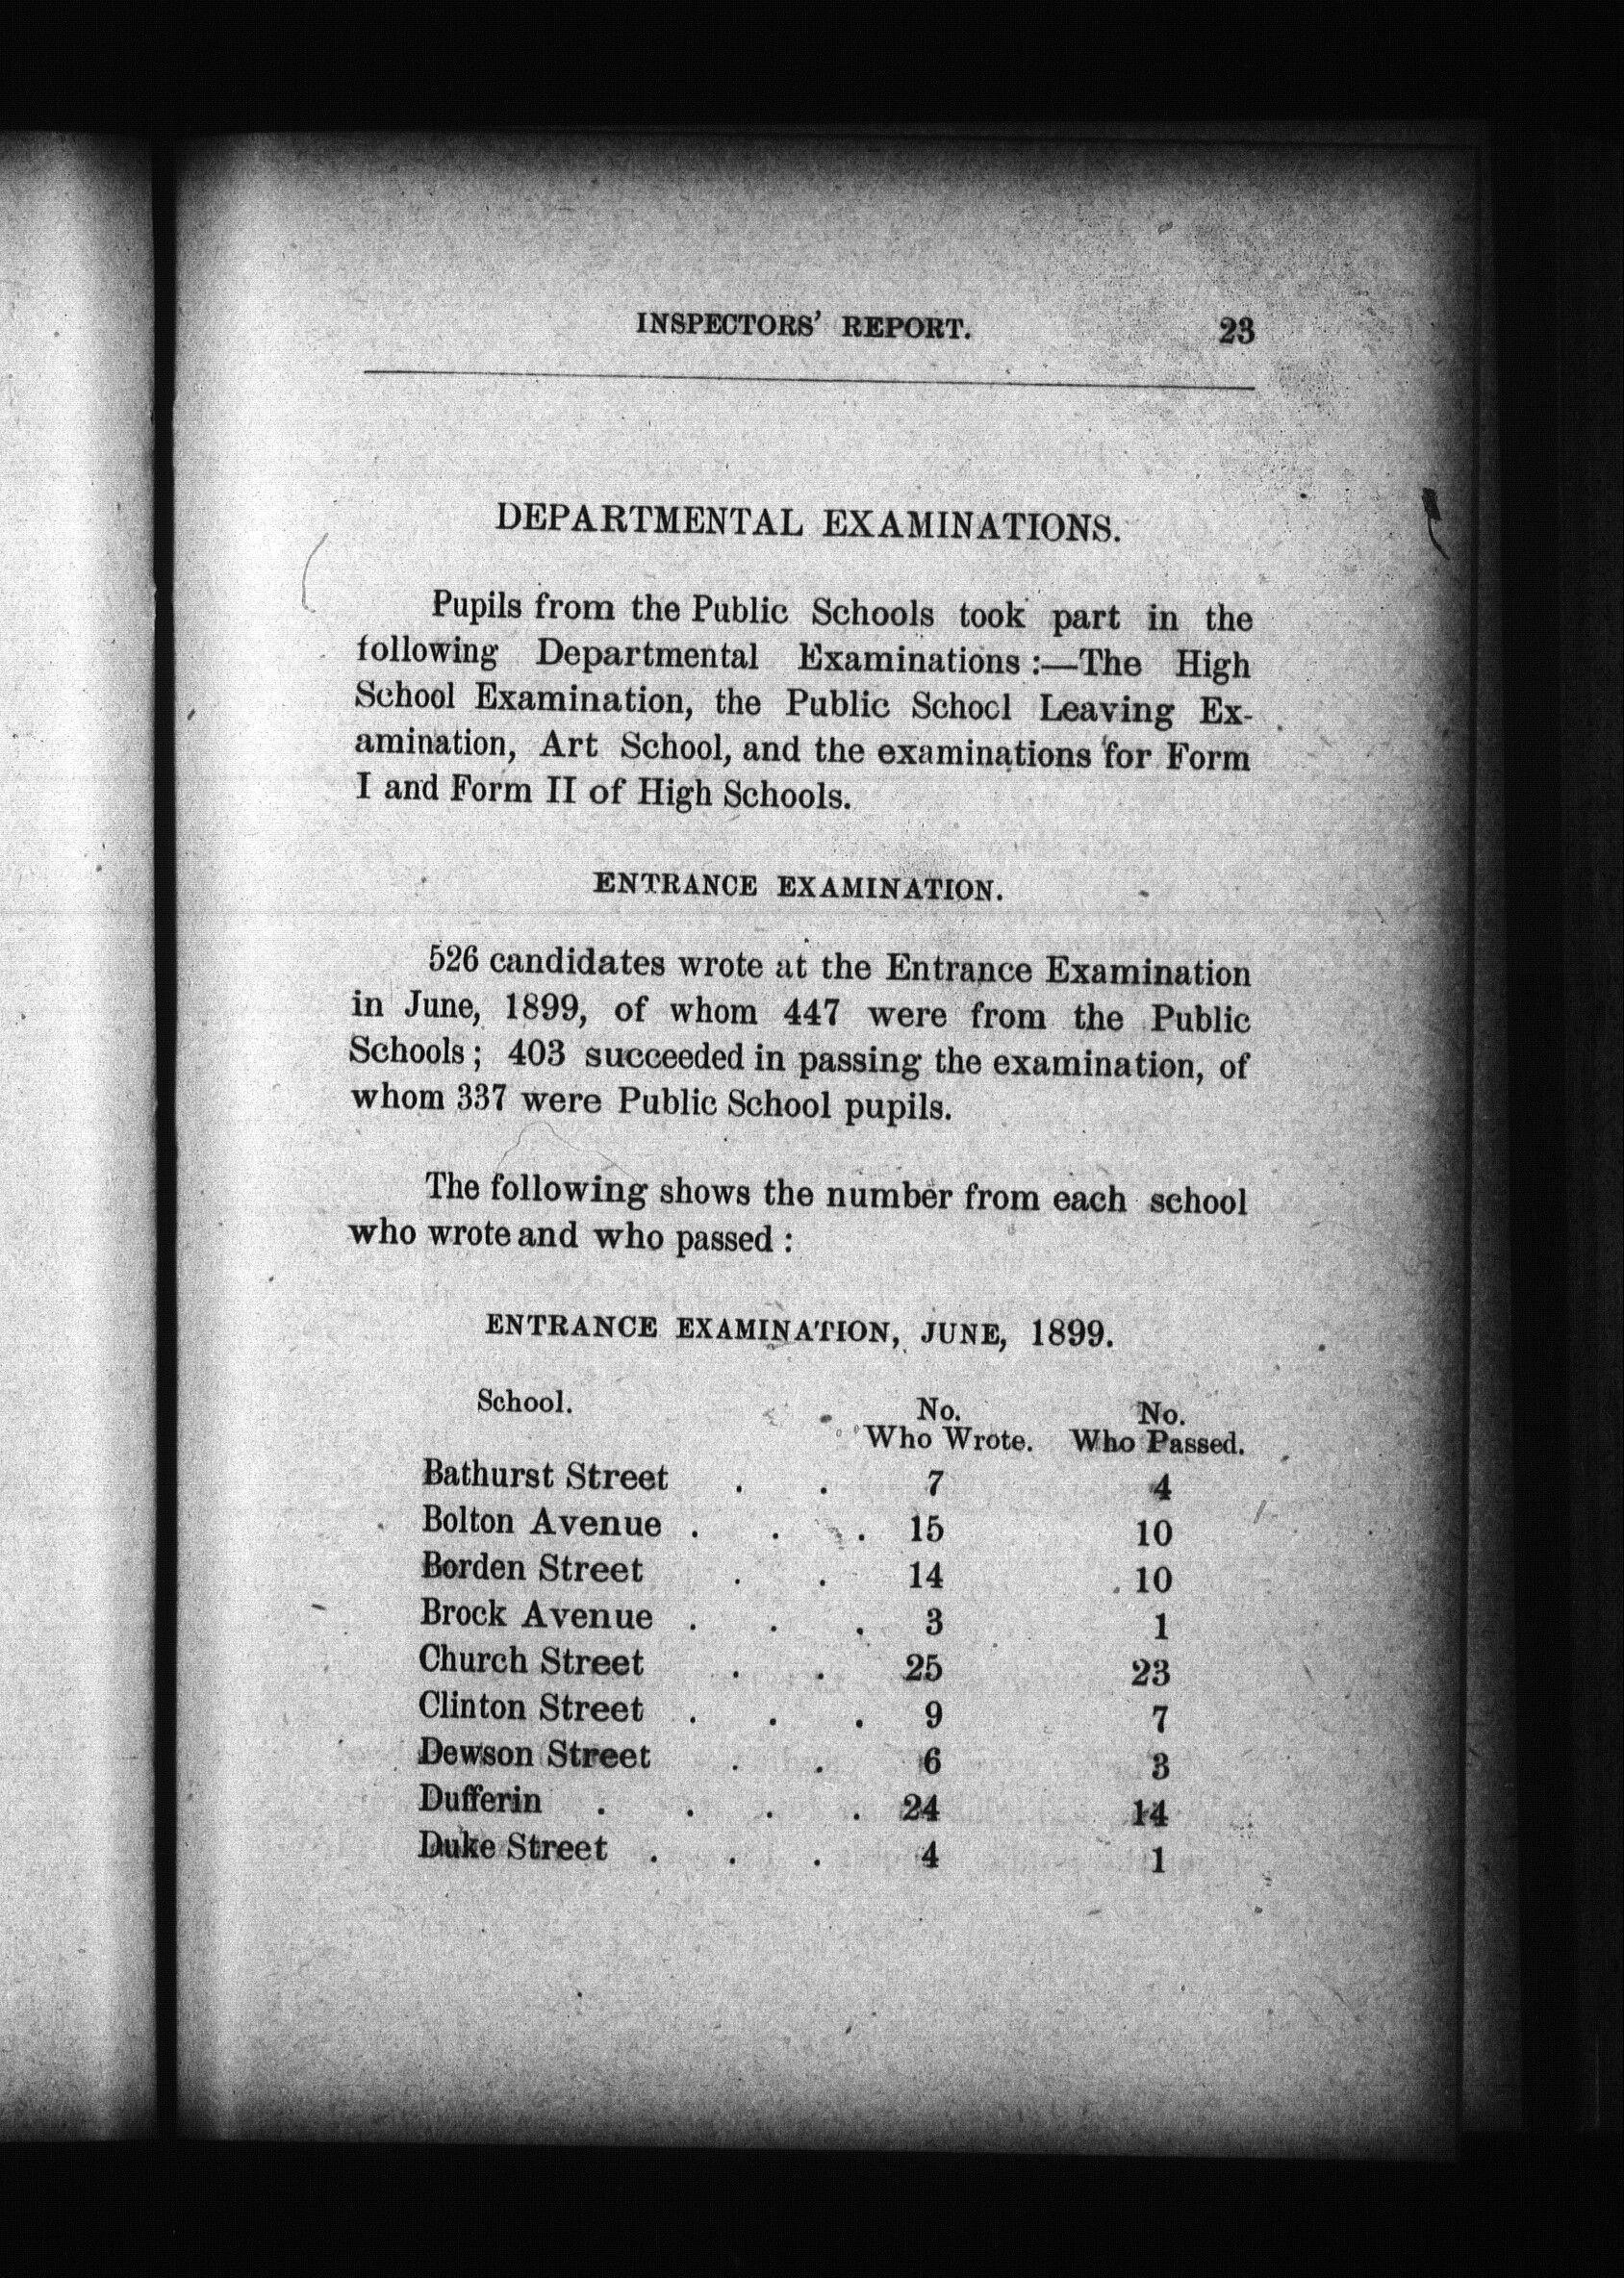 INSPECTORS' REPORT. 23
DEPARTMENTAL EXAMINATIONS.
Pupils from the Public Schools took part in the
following Departmental Examinations :—The High
School Examination, the Public School Leaving Ex-
amination, Art School, and the examinations for Form
I and Form II of High Schools.
ENTRANCE EXAMINATION.
526 candidates wrote at the Entrance Examination
in June, 1899, of whom 447 were from the Public
Schools; 403 succeeded in passing the examination, of
whom 337 were Public School pupils.
The following shows the number from each school
who wrote and who passed :
ENTRANCE EXAMINATION, JUNE, 1899.
School. No. No.
Who Wrote. Who Passed.
Bathurst Street . . 7 4
Bolton Avenue . . . 15 10
Borden Street . . 14 10
Brock Avenue . . . 3 1
Church Street . . 25 23
Clinton Street . . . 9 7
Dewson Street . . 6 3
Dufferin . . . . 24 14
Duke Street . . . 4 1